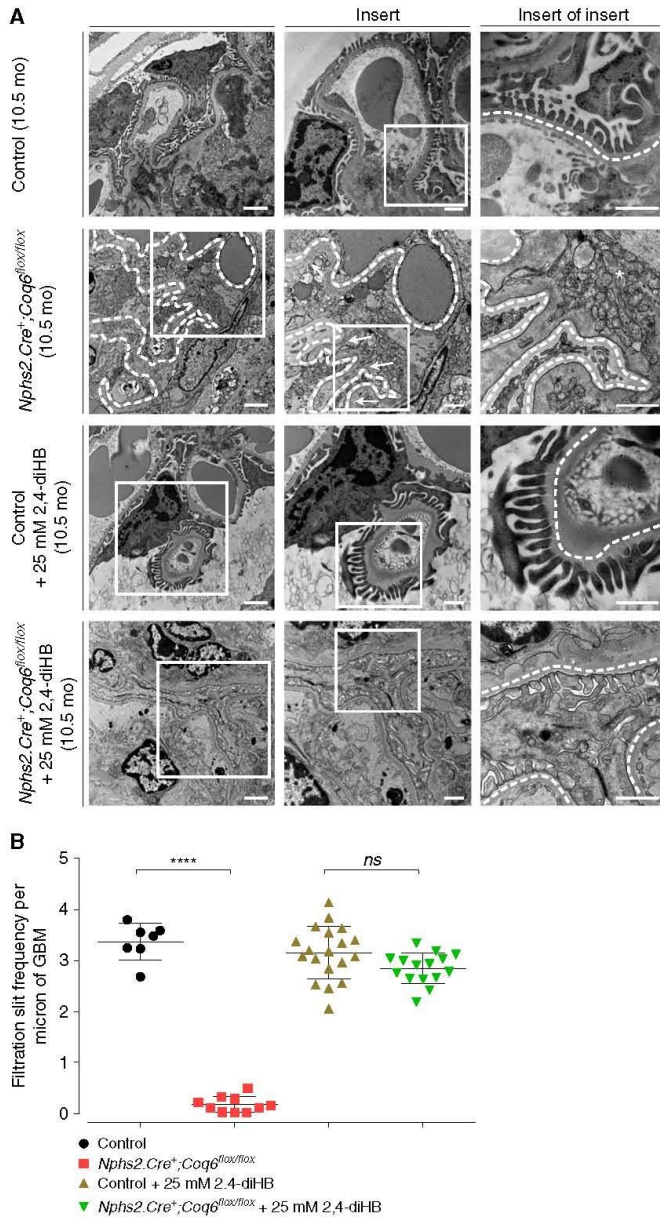 A
Insert
Insert of insert
Control (10.5 mo)
Nphs2.Cre+;Coq6flox/flox
(10.5 mo)
*
Control
+ 25 mM 2,4-diHB
(10.5 mo)
Nphs2.Cre+;Coq6flox/flox
+ 25 mM 2,4-diHB
(10.5 mo)
B
Filtration slit frequency per
micron of GBM
5
4
3
2
1
0
****
ns
Control
Nphs2.Cre+;Coq6flox/flox
Control + 25 mM 2.4-diHB
Nphs2.Cre+;Coq6flox/flox + 25 mM 2,4-diHB